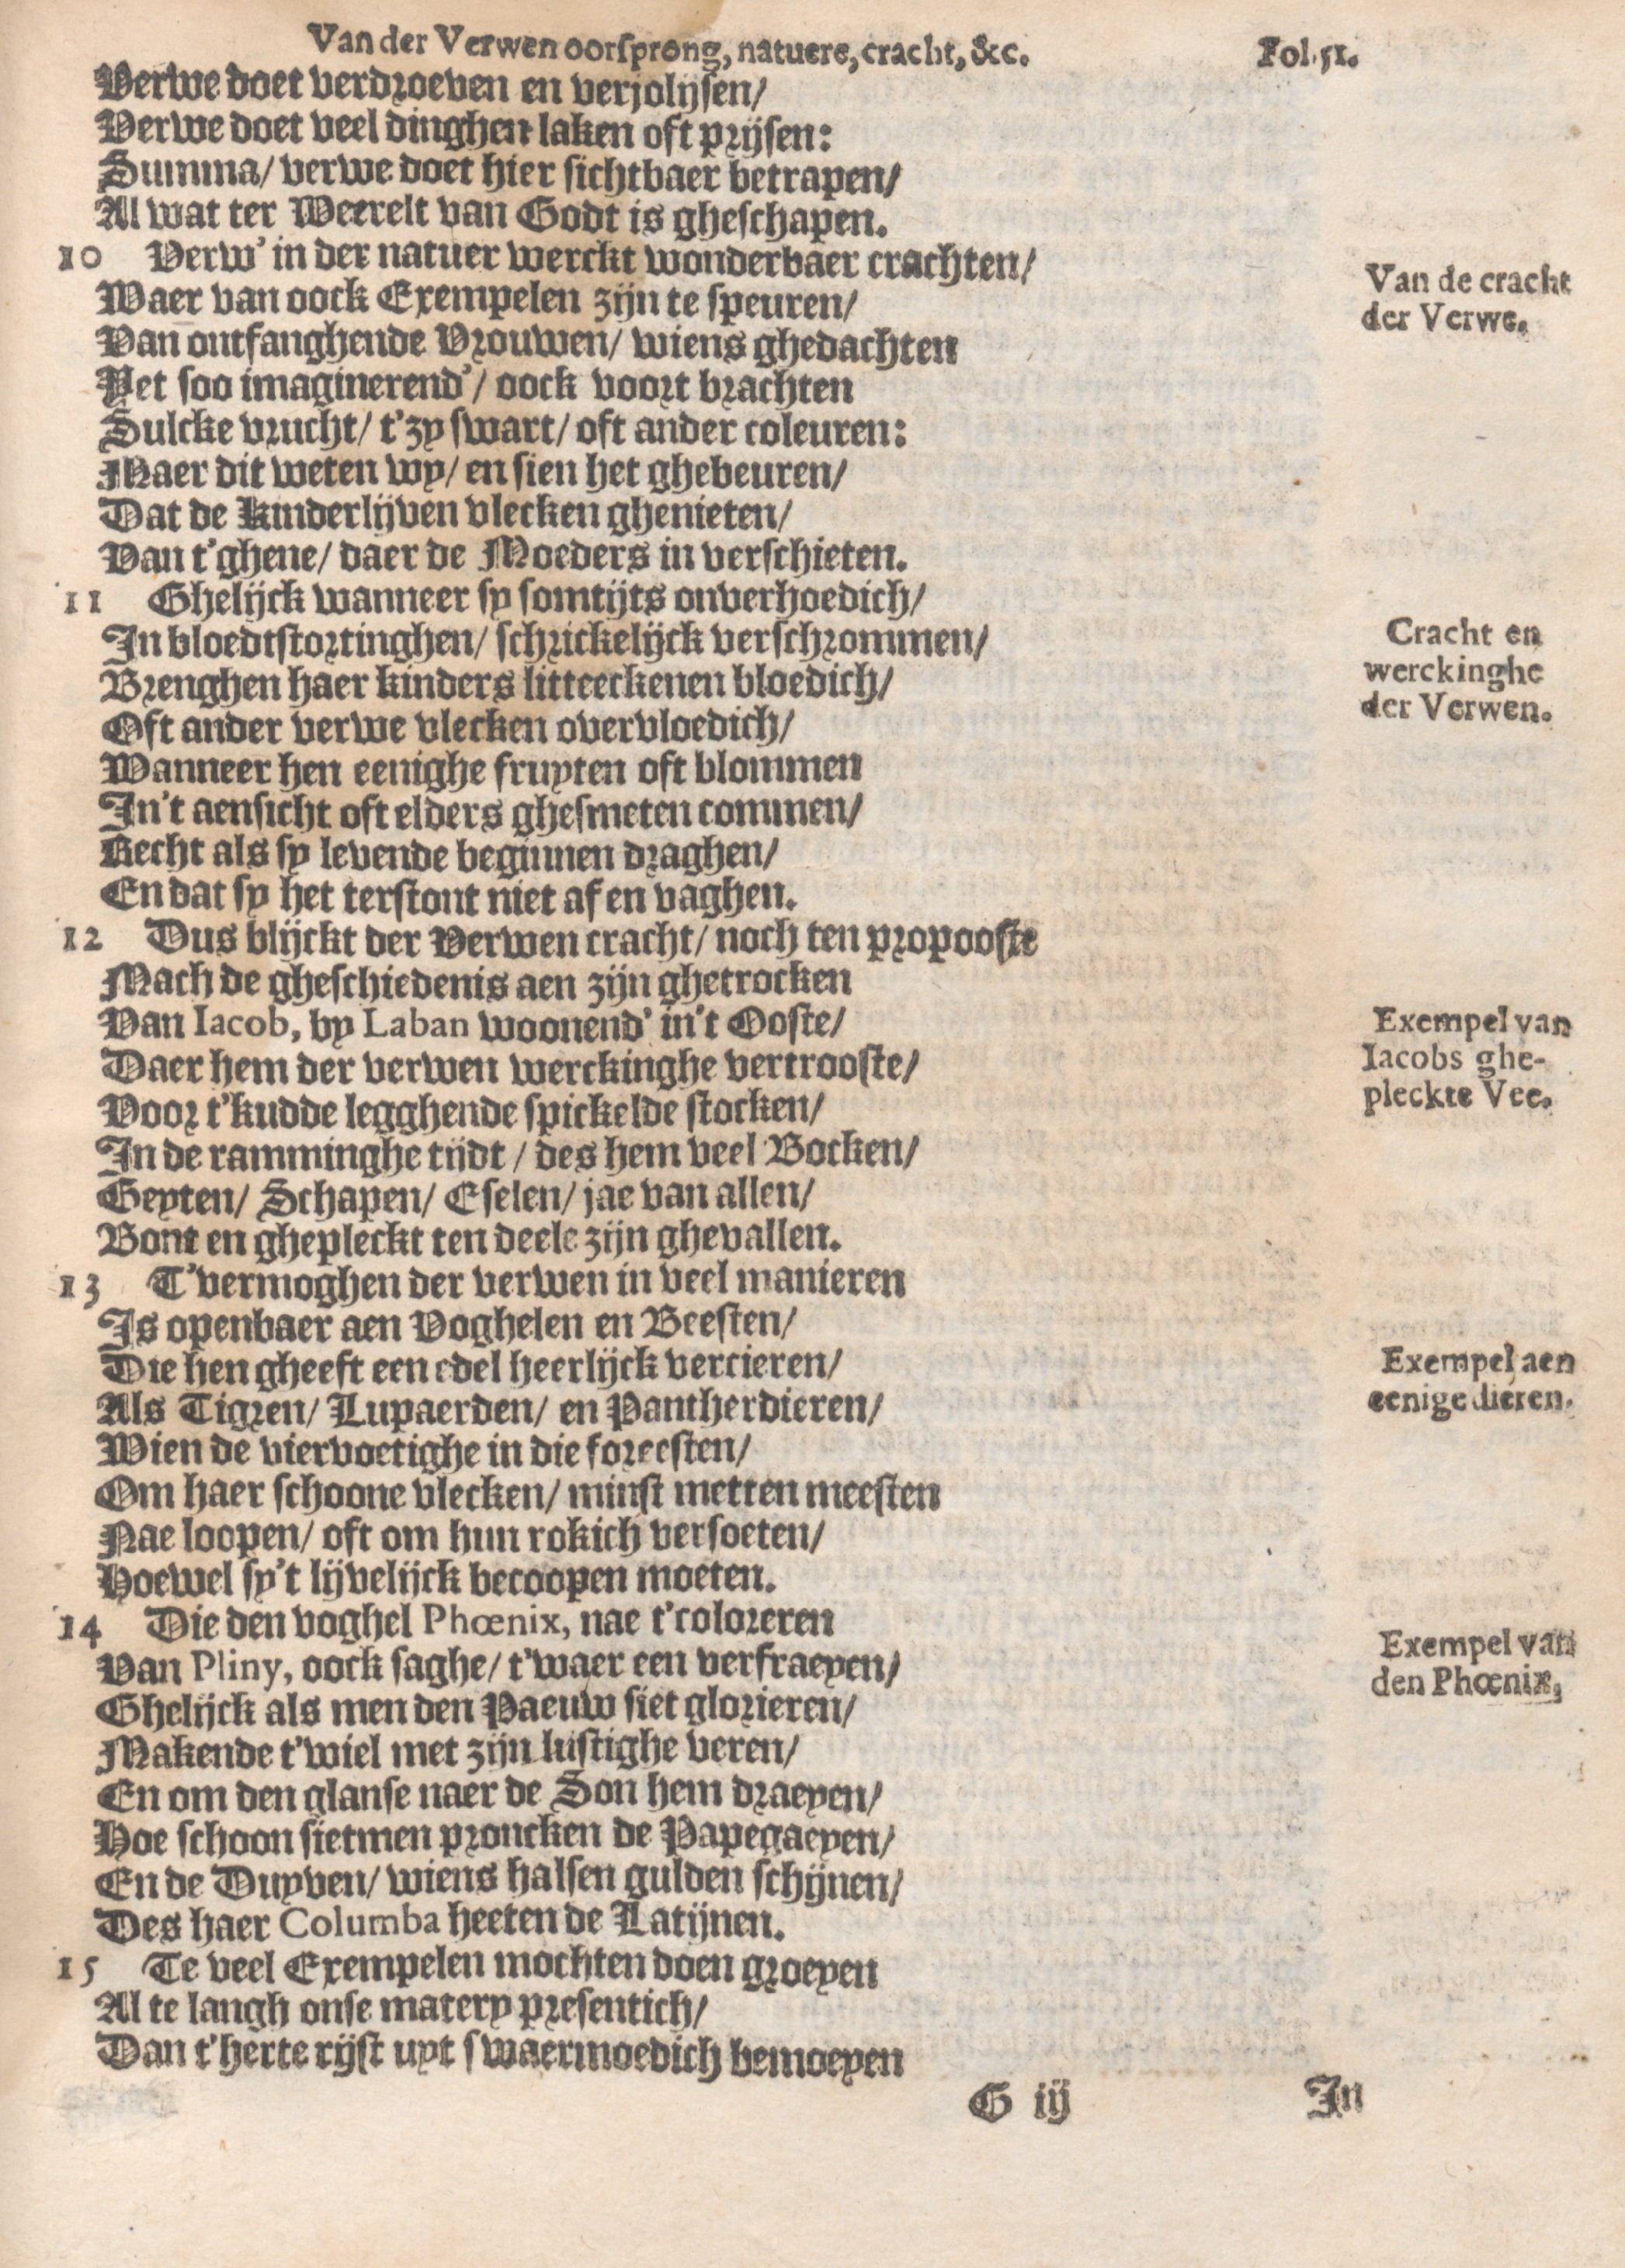 Van der Verwen oorsprong, natuere, cracht, &c. Fol. 51.
Verwe doet verdroeven en verjolijsen/
Verwe doet veel dinghen laken oft prijsen:
Summa/ verwe doet hier sichtbaer betrapen/
Al wat ter Weerelt van Godt is gheschapen.
10 Verw' in der natuer werckt wonderbaer crachten/
Van de cracht
der Verwe.
Waer van oock Exempelen zijn te speuren/
Van ontfanghende Vrouwen/ wiens ghedachten
Yet soo imaginerend'/ oock voort brachten
Sulcke vrucht/ t'zy swart/ oft ander coleuren:
Maer dit weten wy/ en sien het ghebeuren/
Dat de kinderlijven vlecken ghenieten/
Van t'ghene/ daer de Moeders in verschieten.
11 Ghelijck wanneer sy somtijts onverhoedich/
Cracht en
werckinghe
der Verwen.
In bloedtstortinghen/ schrickelijck verschrommen/
Brenghen haer kinders litteeckenen bloedich/
Oft ander verwe vlecken overvloedich/
Wanneer hen eenighe fruyten oft blommen
In't aensicht oft elders ghesmeten commen/
Recht als sy levende beginnen draghen/
En dat sy het terstont niet af en vaghen.
12 Dus blijckt der Verwen cracht/ noch ten propooste
Mach de gheschiedenis aen zijn ghetrocken
Van Iacob, by Laban woonend' in't Ooste/
Exempel van
Iacobs ghe-
pleckte Vee.
Daer hem der verwen werckinghe vertrooste/
Voor t'kudde legghende spickelde stocken/
In de ramminghe tijdt/ des hem veel Bocken/
Geyten/ Schapen/ Eselen/ jae van allen/
Bont en ghepleckt ten deele zijn ghevallen.
13 T'vermoghen der verwen in veel manieren
Is openbaer aen Voghelen en Beesten/
Die hen gheeft een edel heerlijck vercieren/
Exempel aen
eenige dieren.
Als Tigren/ Lupaerden/ en Pantherdieren/
Wien de viervoetighe in die foreesten/
Om haer schoone vlecken/ minst metten meesten
Nae loopen/ oft om hun rokich versoeten/
Hoewel sy't lijvelijck becoopen moeten.
14 Die den voghel Phœnix, nae t'coloreren
Exempel van
den Phœnix,
Van Pliny, oock saghe/ t'waer een verfraeyen/
Ghelijck als men den Paeuw siet glorieren/
Makende t'wiel met zijn lustighe veren/
En om den glanse naer de Son hem draeyen/
Hoe schoon sietmen proncken de Papegaeyen/
En de Duyven/ wiens halsen gulden schijnen/
Des haer Columba heeten de Latijnen.
15 Te veel Exempelen mochten doen groeyen
Al te langh onse matery presentich/
Dan t'herte rijst uyt swaermoedich bemoeyen
G ij In